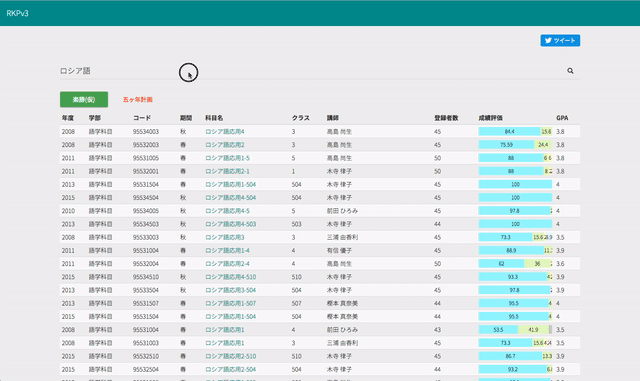 RKPv3
ツイート
ロシア語
楽勝(仮) 五ヶ年計画
年度 学部 コード 期間 科目名 クラス 講師 登録者数 成績評価 GPA
2008 語学科目 95534003 秋 ロシア語応用4 3 高島 尚生 45 84.4 15.6 3.8
2008 語学科目 95532003 春 ロシア語応用2 3 高島 尚生 45 75.59 24.4 3.8
2011 語学科目 95531005 春 ロシア語応用1-5 5 高島 尚生 50 88 6 6 3.8
2011 語学科目 95532001 春 ロシア語応用2-1 1 木寺 律子 50 88 3.8
2013 語学科目 95531504 春 ロシア語応用1-504 504 木寺 律子 45 100 4
2015 語学科目 95534504 秋 ロシア語応用4-504 504 木寺 律子 45 100 4
2010 語学科目 95534005 秋 ロシア語応用4-5 5 前田 ひろみ 45 97.8 4
2013 語学科目 95534503 秋 ロシア語応用4-503 503 木寺 律子 44 100 4
2008 語学科目 95533003 秋 ロシア語応用3 3 三浦 由香利 45 73.3 3.5
2011 語学科目 95531004 春 ロシア語応用1-4 4 有信 優子 45 88.9 3.9
2011 語学科目 95532004 春 ロシア語応用2-4 4 高島 尚生 50 62 36 3.6
2015 語学科目 95534510 秋 ロシア語応用4-510 510 木寺 律子 45 93.3 3.9
2013 語学科目 95533504 秋 ロシア語応用3-504 504 木寺 律子 45 97.8 3.9
2013 語学科目 95531507 春 ロシア語応用1-507 507 樫本 真奈美 44 95.5 4
2015 語学科目 95531504 春 ロシア語応用1-504 504 樫本 真奈美 44 95.5 4
2008 語学科目 95531004 春 ロシア語応用1 4 前田 ひろみ 43 53.5 41.9 3.5
2008 語学科目 95531003 春 ロシア語応用1 3 三浦 由香利 45 73.3 3.5
2015 語学科目 95532510 春 ロシア語応用2-510 510 木寺 律子 45 86.7 13.3 3.9
2015 語学科目 95532504 春 ロシア語応用2-504 504 木寺 律子 44 93.2 3.9